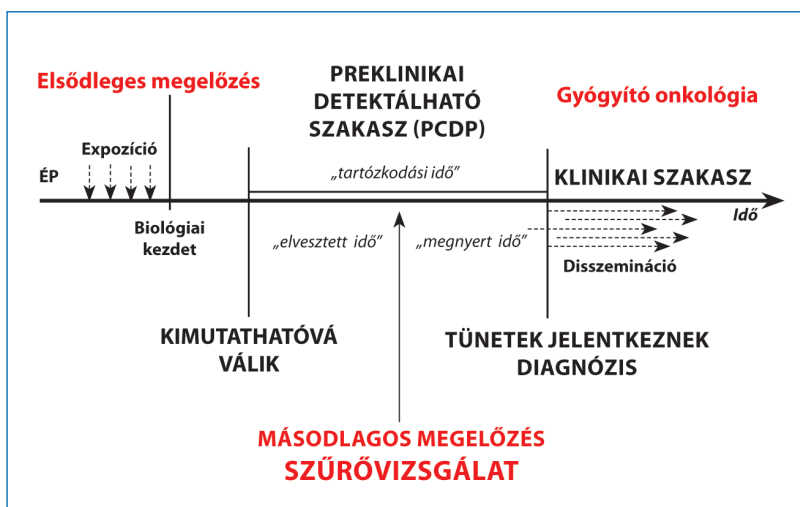 Elsődleges megelőzés
PREKLINIKAI
DETEKTÁLHATÓ
SZAKASZ (PCDP)
Gyógyító onkológia
Expozíció
ÉP
„tartózkodási idő”
KLINIKAI SZAKASZ
Idő
Biológiai
kezdet
„elvesztett idő”
„megnyert idő”
Disszemináció
KIMUTATHATÓVÁ
VÁLIK
TÜNETEK JELENTKEZNEK
DIAGNÓZIS
MÁSODLAGOS MEGELŐZÉS
SZŰRŐVIZSGÁLAT